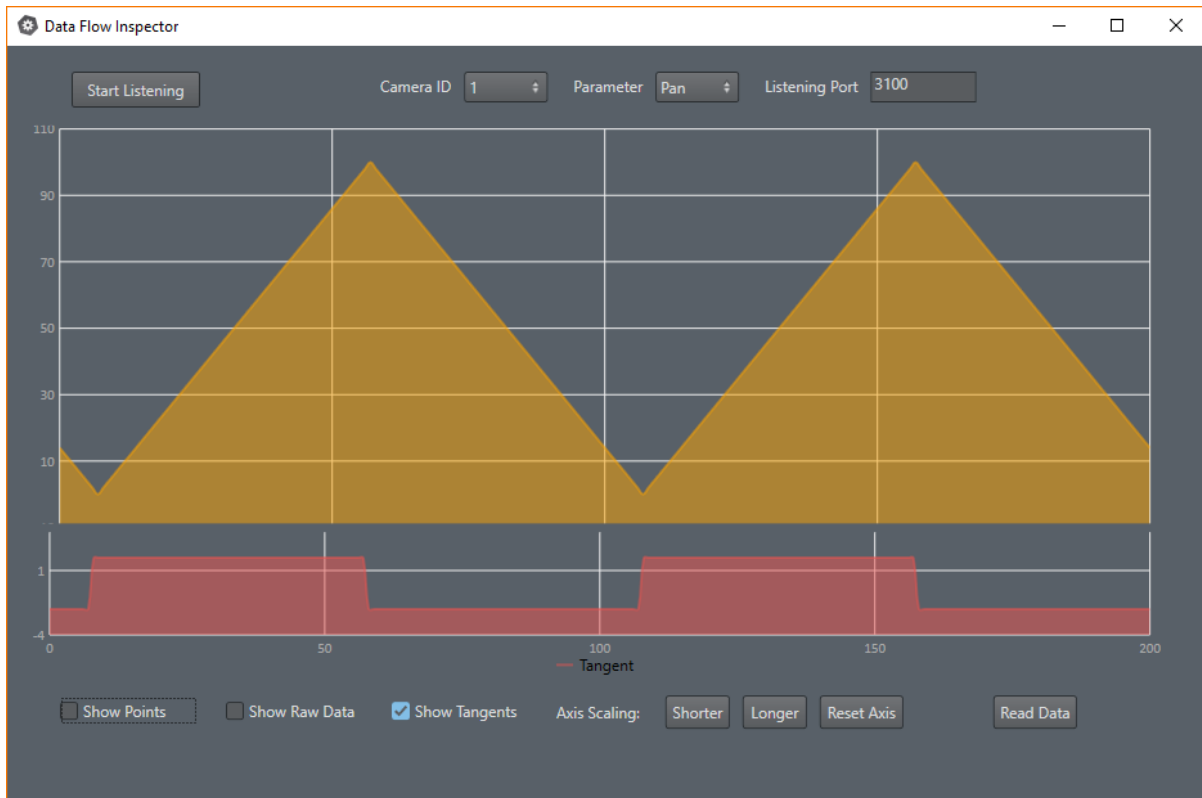 Data Flow Inspector
Start Listening
Camera ID 1 Parameter Pan Listening Port 3100
110
90
70
50
30
10
1
-4
0 50 100 150 200
Tangent
Show Points Show Raw Data Show Tangents Axis Scaling: Shorter Longer Reset Axis Read Data